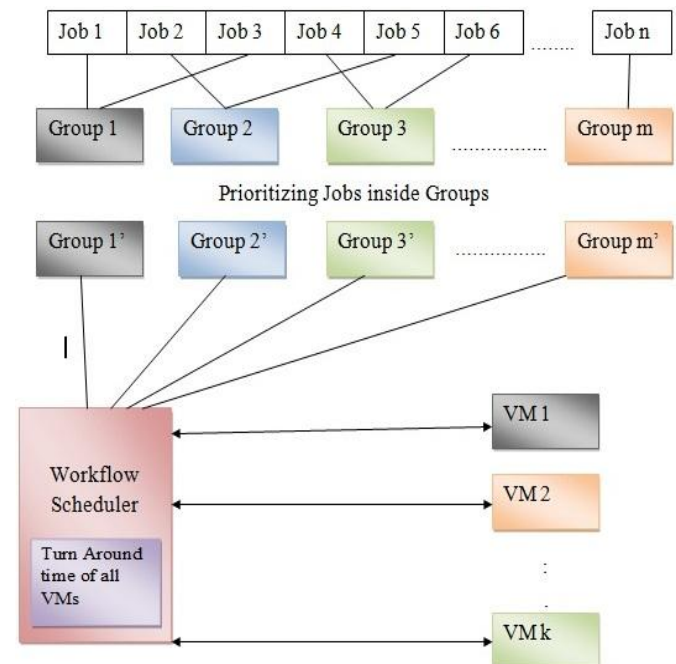 Job 1 Job 2 Job 3 Job 4 Job 5 Job 6 ........ Job n
Group 1 Group 2 Group 3 .................. Group m
Prioritizing Jobs inside Groups
Group 1’ Group 2’ Group 3’ ................. Group m’
VM 1
Workflow
Scheduler
VM 2
Turn Around
time of all
VMs
:
.
VM k